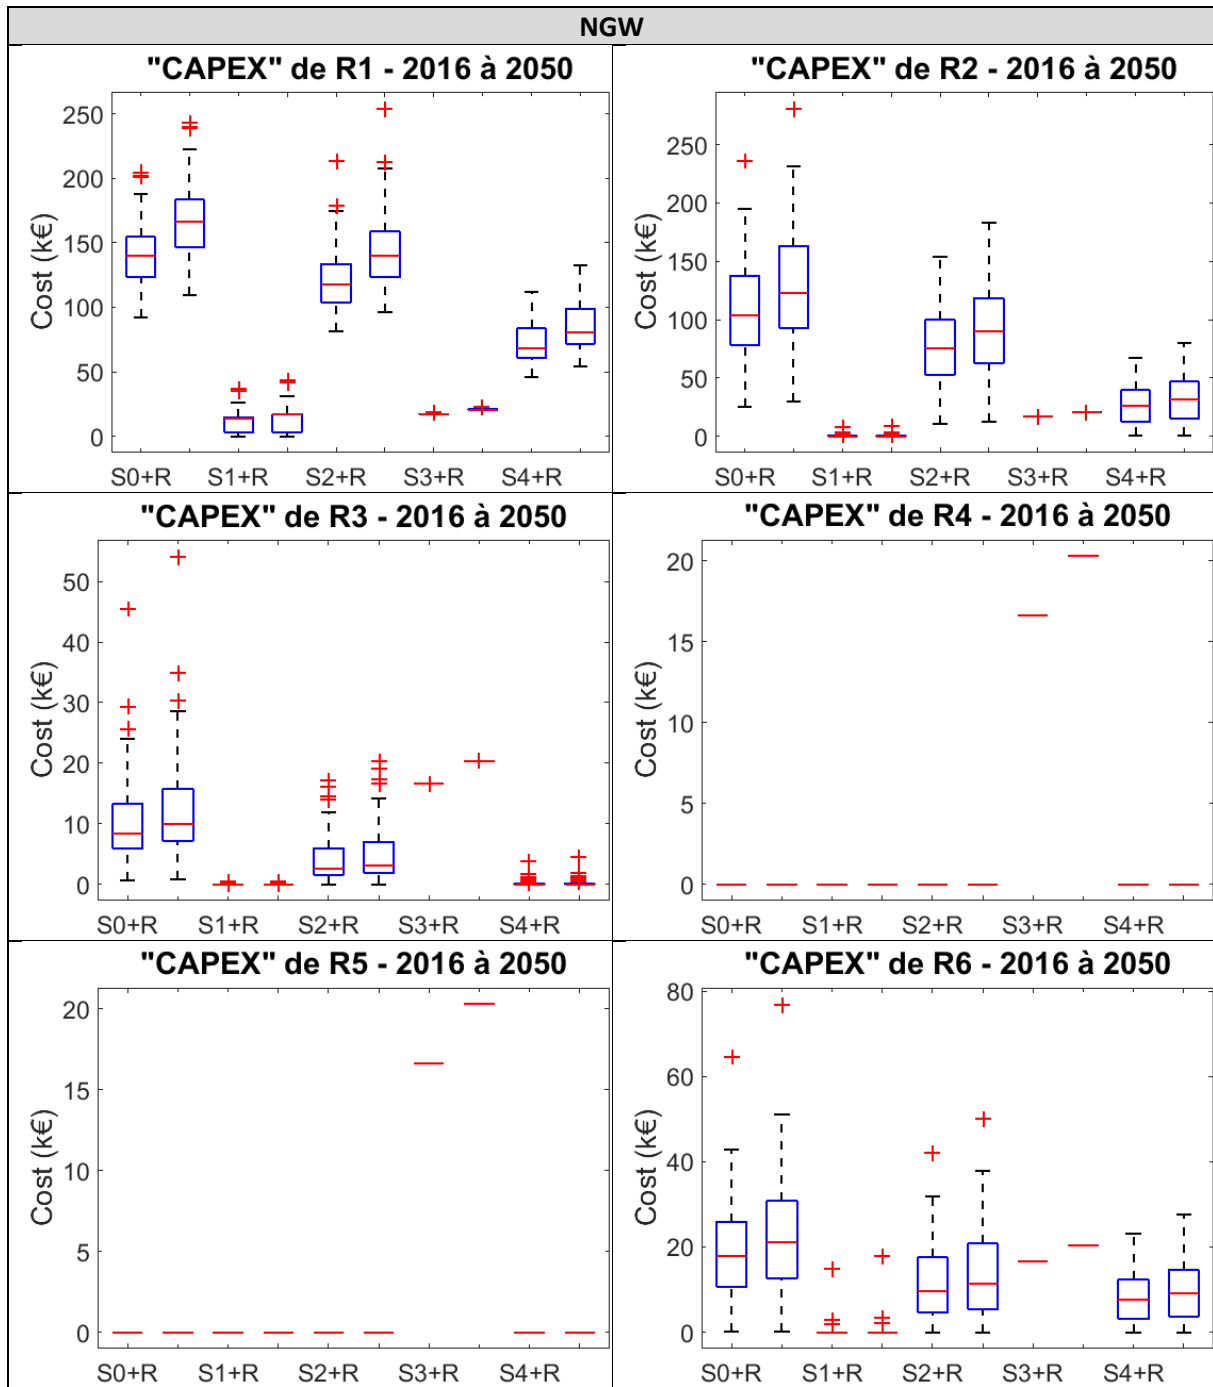 NGW
"CAPEX" de R1 - 2016 à 2050
Cost (k€)
250
200
150
100
50
0
S0+R S1+R S2+R S3+R S4+R
"CAPEX" de R2 - 2016 à 2050
Cost (k€)
250
200
150
100
50
0
S0+R S1+R S2+R S3+R S4+R
"CAPEX" de R3 - 2016 à 2050
Cost (k€)
50
40
30
20
10
0
S0+R S1+R S2+R S3+R S4+R
"CAPEX" de R4 - 2016 à 2050
Cost (k€)
20
15
10
5
0
S0+R S1+R S2+R S3+R S4+R
"CAPEX" de R5 - 2016 à 2050
Cost (k€)
20
15
10
5
0
S0+R S1+R S2+R S3+R S4+R
"CAPEX" de R6 - 2016 à 2050
Cost (k€)
80
60
40
20
0
S0+R S1+R S2+R S3+R S4+R